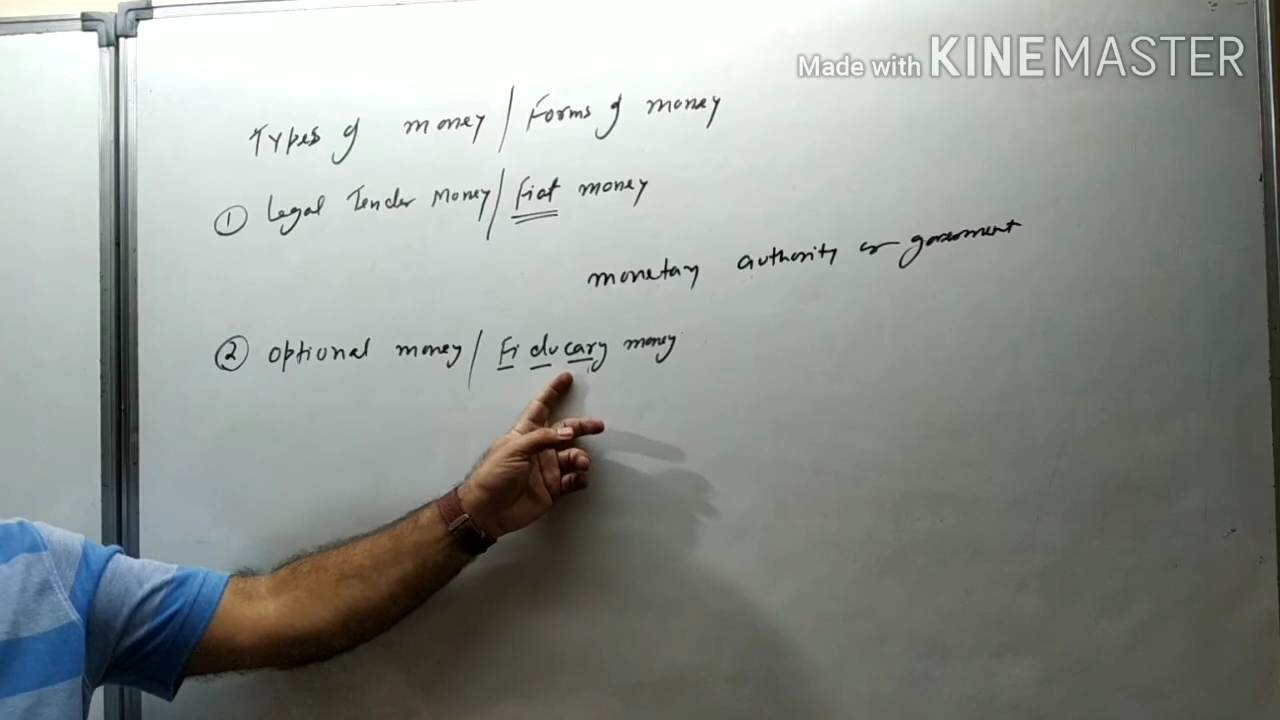 Made with KINEMASTER
Types of money / Forms of money
① Legal Tender Money / Fiat money
monetary authority or government
② Optional money / Fiducary money